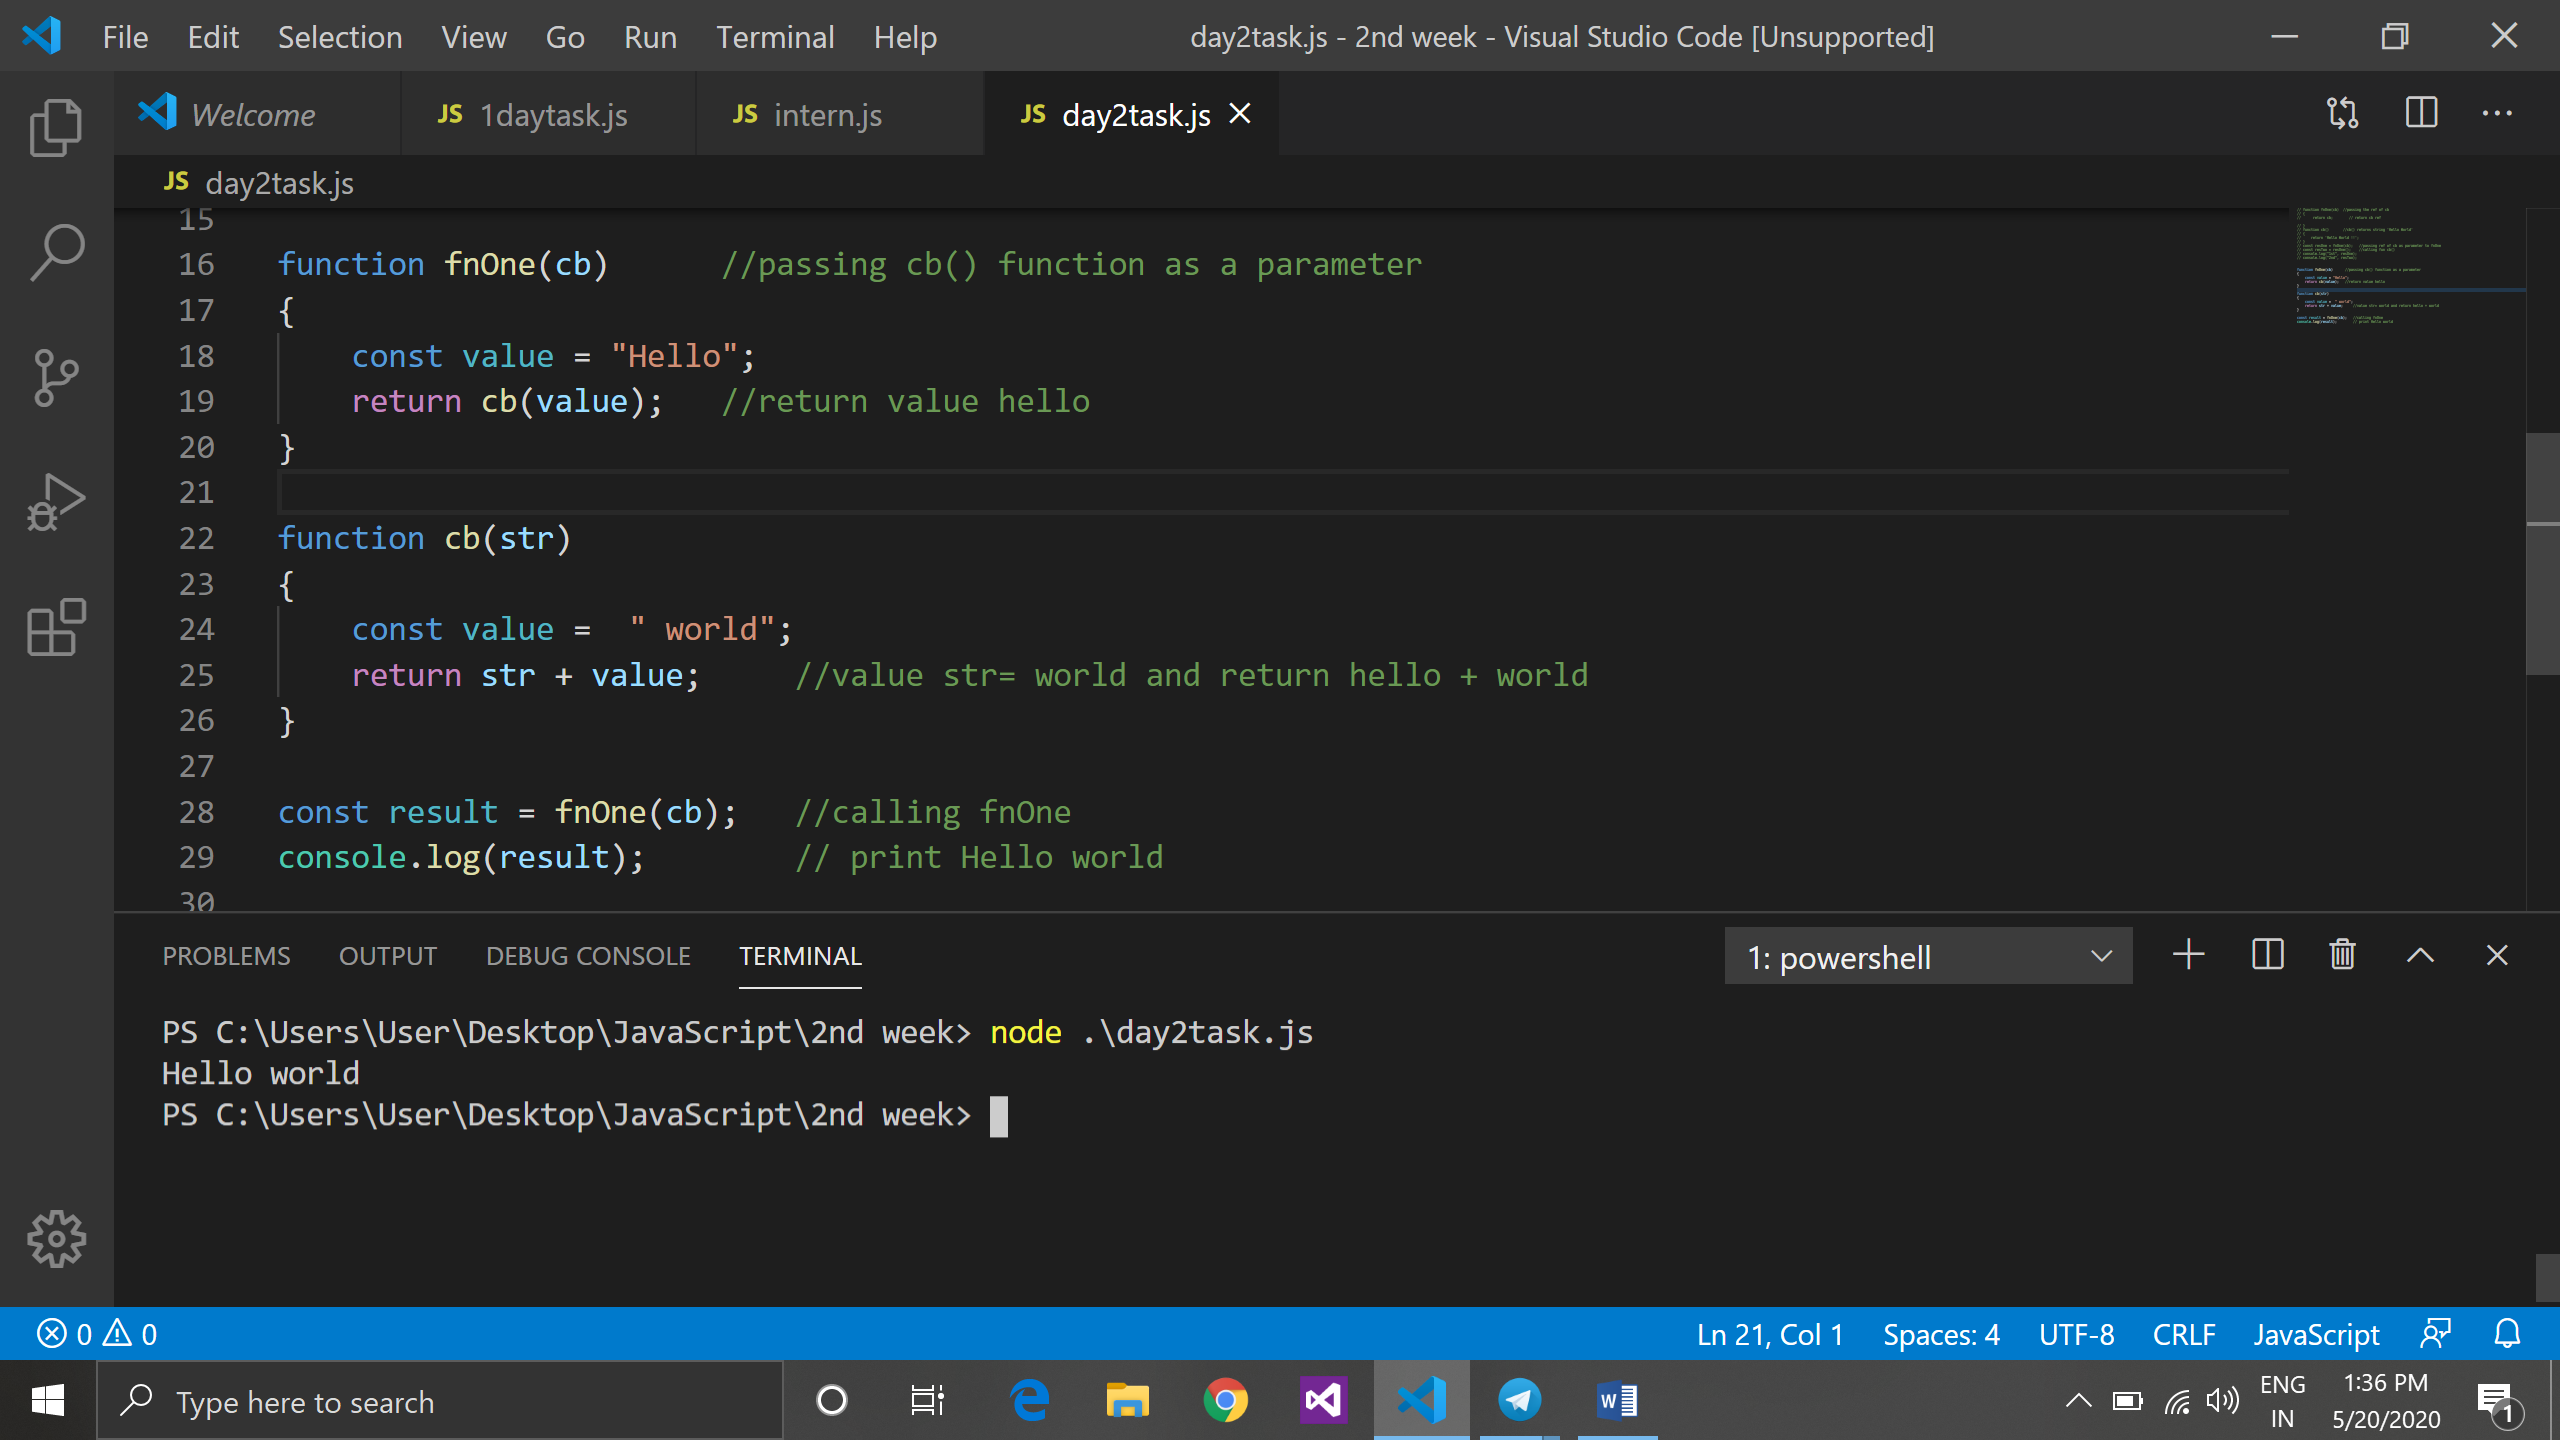 File Edit Selection View Go Run Terminal Help day2task.js - 2nd week - Visual Studio Code [Unsupported]
Welcome JS 1daytask.js JS intern.js JS day2task.js
JS day2task.js
15
16 function fnOne(cb) //passing cb() function as a parameter
17 {
18 const value = "Hello";
19 return cb(value); //return value hello
20 }
21
22 function cb(str)
23 {
24 const value =  " world";
25 return str + value; //value str= world and return hello + world
26 }
27
28 const result = fnOne(cb); //calling fnOne
29 console.log(result); // print Hello world
30
PROBLEMS OUTPUT DEBUG CONSOLE TERMINAL 1: powershell
PS C:\Users\User\Desktop\JavaScript\2nd week> node .\day2task.js
Hello world
PS C:\Users\User\Desktop\JavaScript\2nd week>
0 0 Ln 21, Col 1 Spaces: 4 UTF-8 CRLF JavaScript
Type here to search ENG 1:36 PM
IN 5/20/2020 1